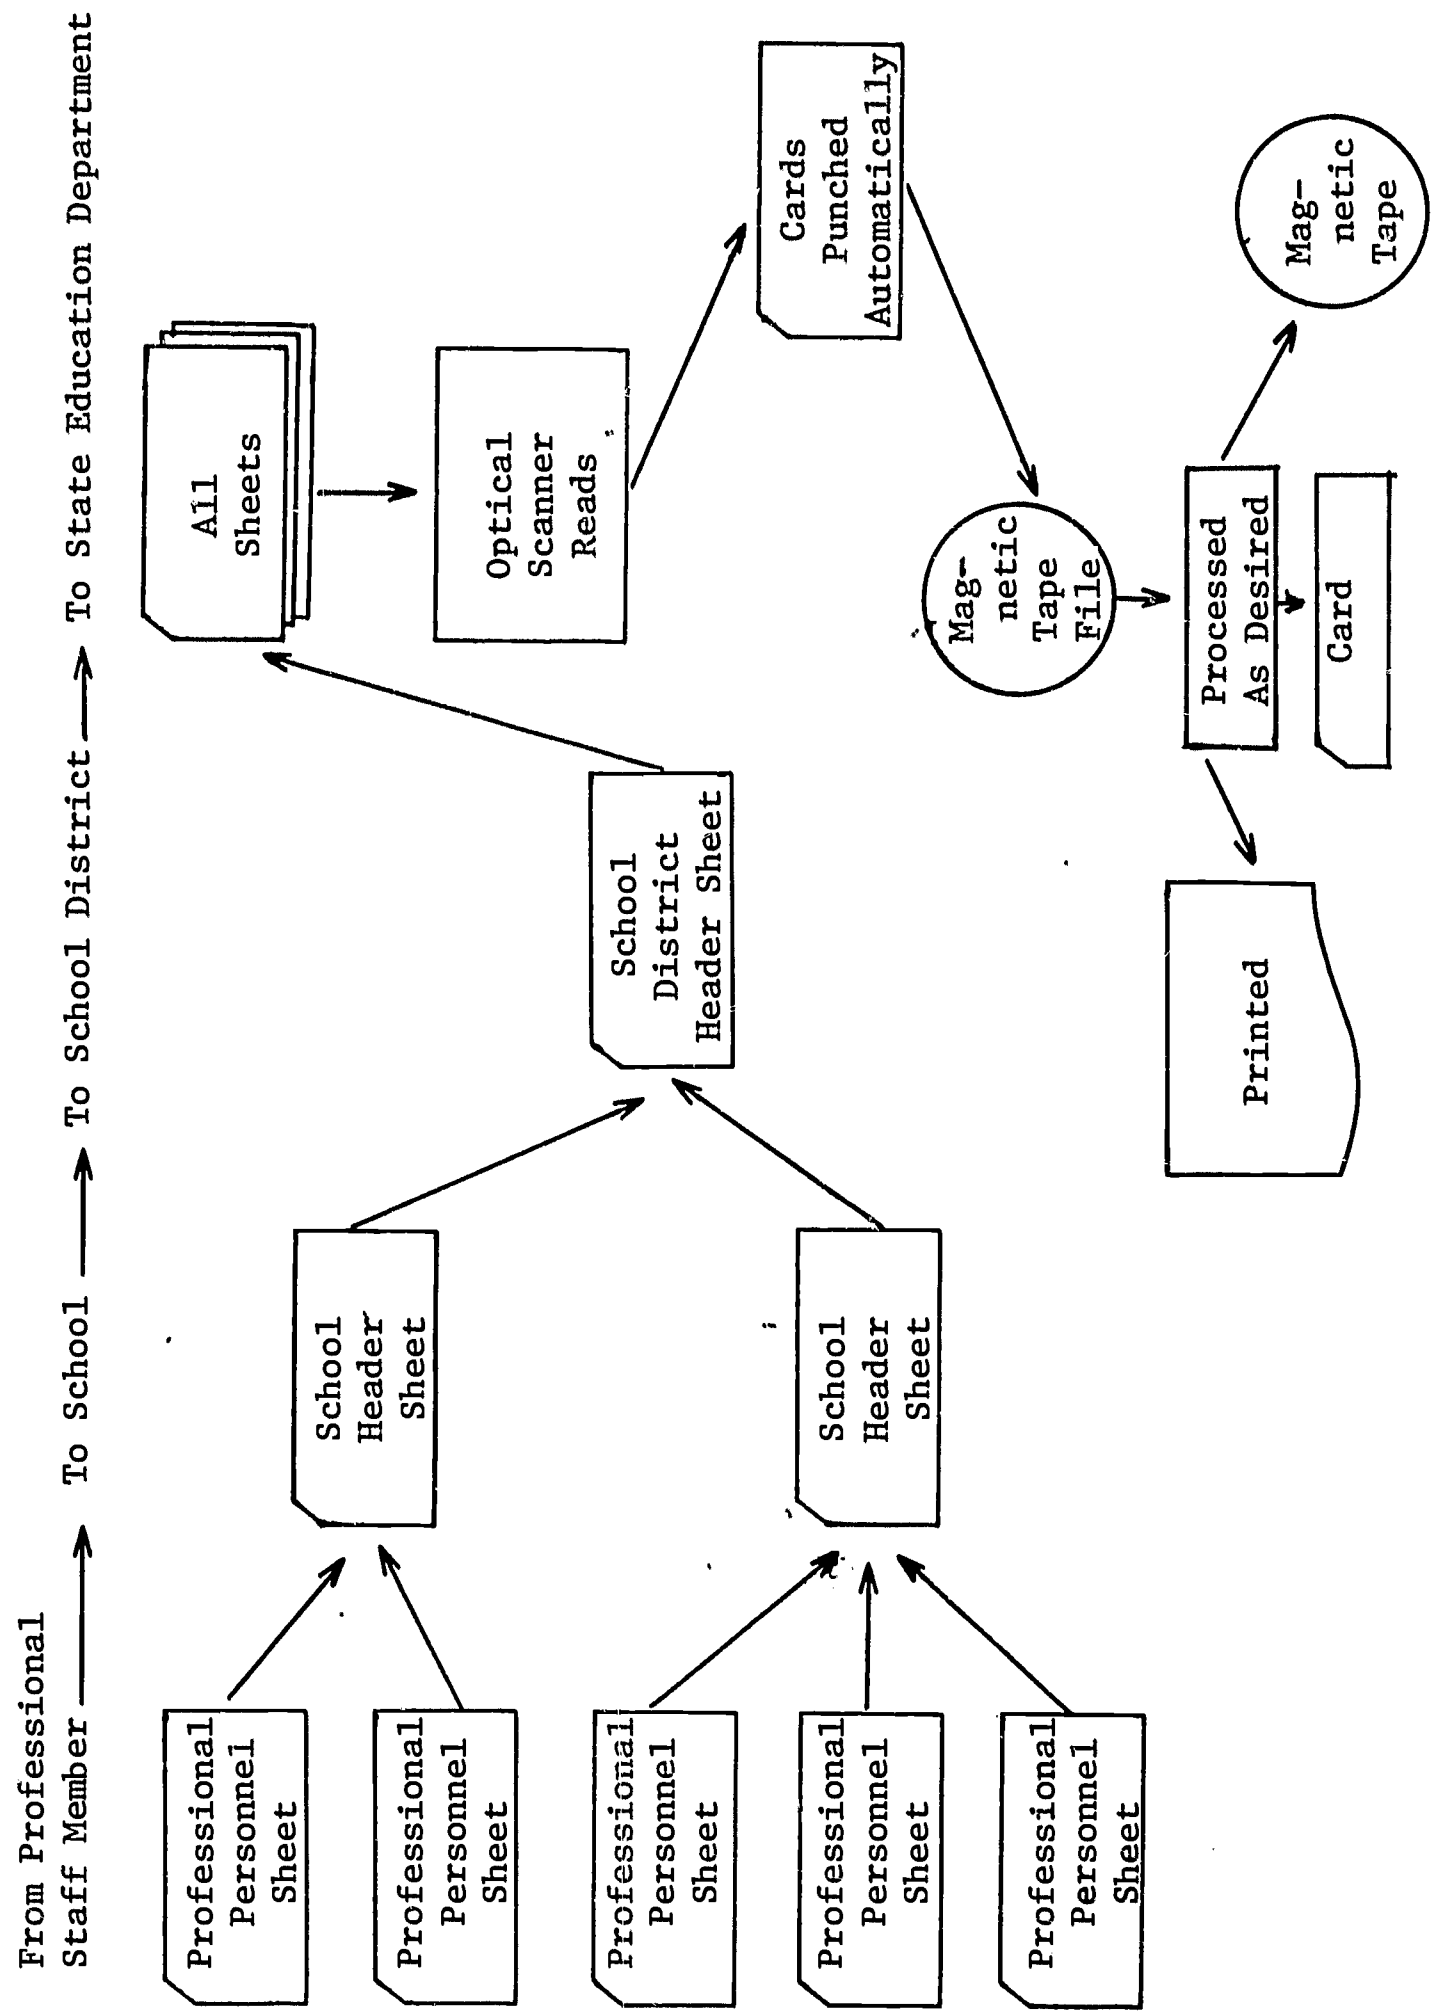 From Professional
Staff Member → To School → To School District → To State Education Department
Professional
Personnel
Sheet
Professional
Personnel
Sheet
Professional
Personnel
Sheet
Professional
Personnel
Sheet
Professional
Personnel
Sheet
School
Header
Sheet
School
Header
Sheet
School
District
Header Sheet
All
Sheets
Optical
Scanner
Reads
Cards
Punched
Automatically
Mag-
netic
Tape
File
Processed
As Desired
Printed
Card
Mag-
netic
Tape